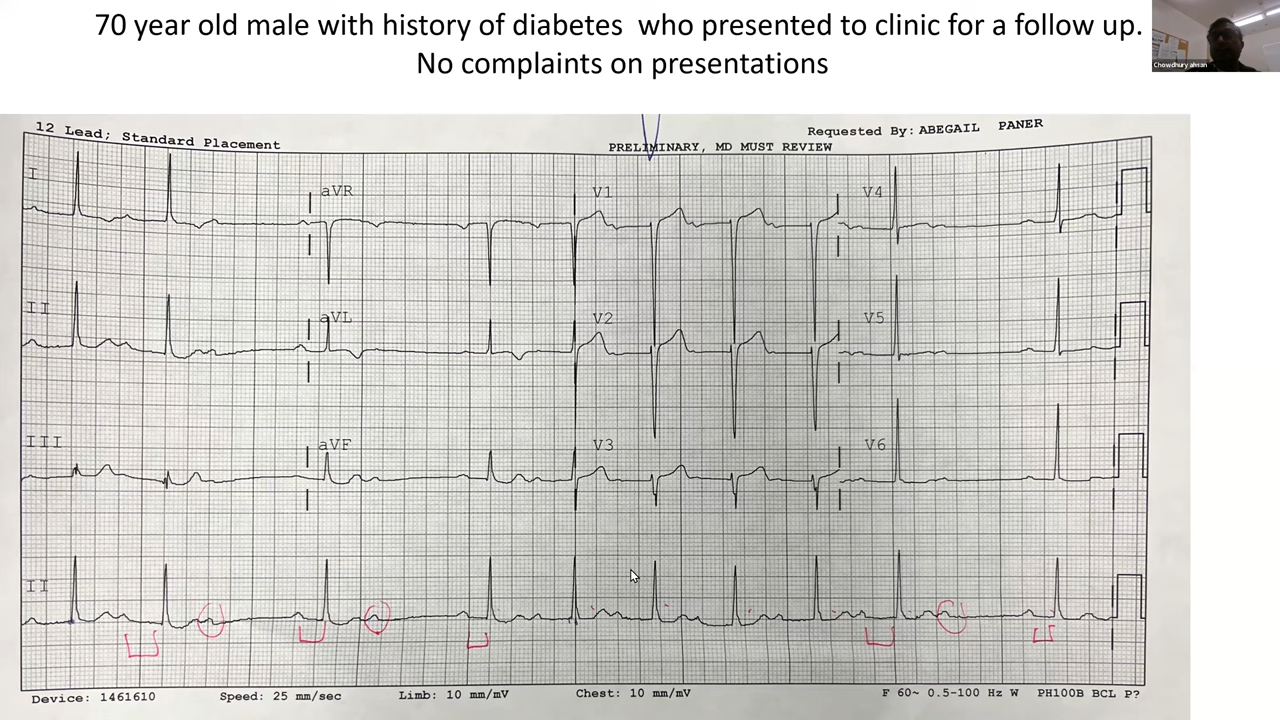 70 year old male with history of diabetes who presented to clinic for a follow up.
No complaints on presentations
Chowdhury ahsan
12 Lead; Standard Placement
PRELIMINARY, MD MUST REVIEW
Requested By: ABEGAIL PANER
I
aVR
V1
V4
II
aVL
V2
V5
III
aVF
V3
V6
II
Device: 1461610
Speed: 25 mm/sec
Limb: 10 mm/mV
Chest: 10 mm/mV
F 60~ 0.5-100 Hz W
PH100B BCL P?